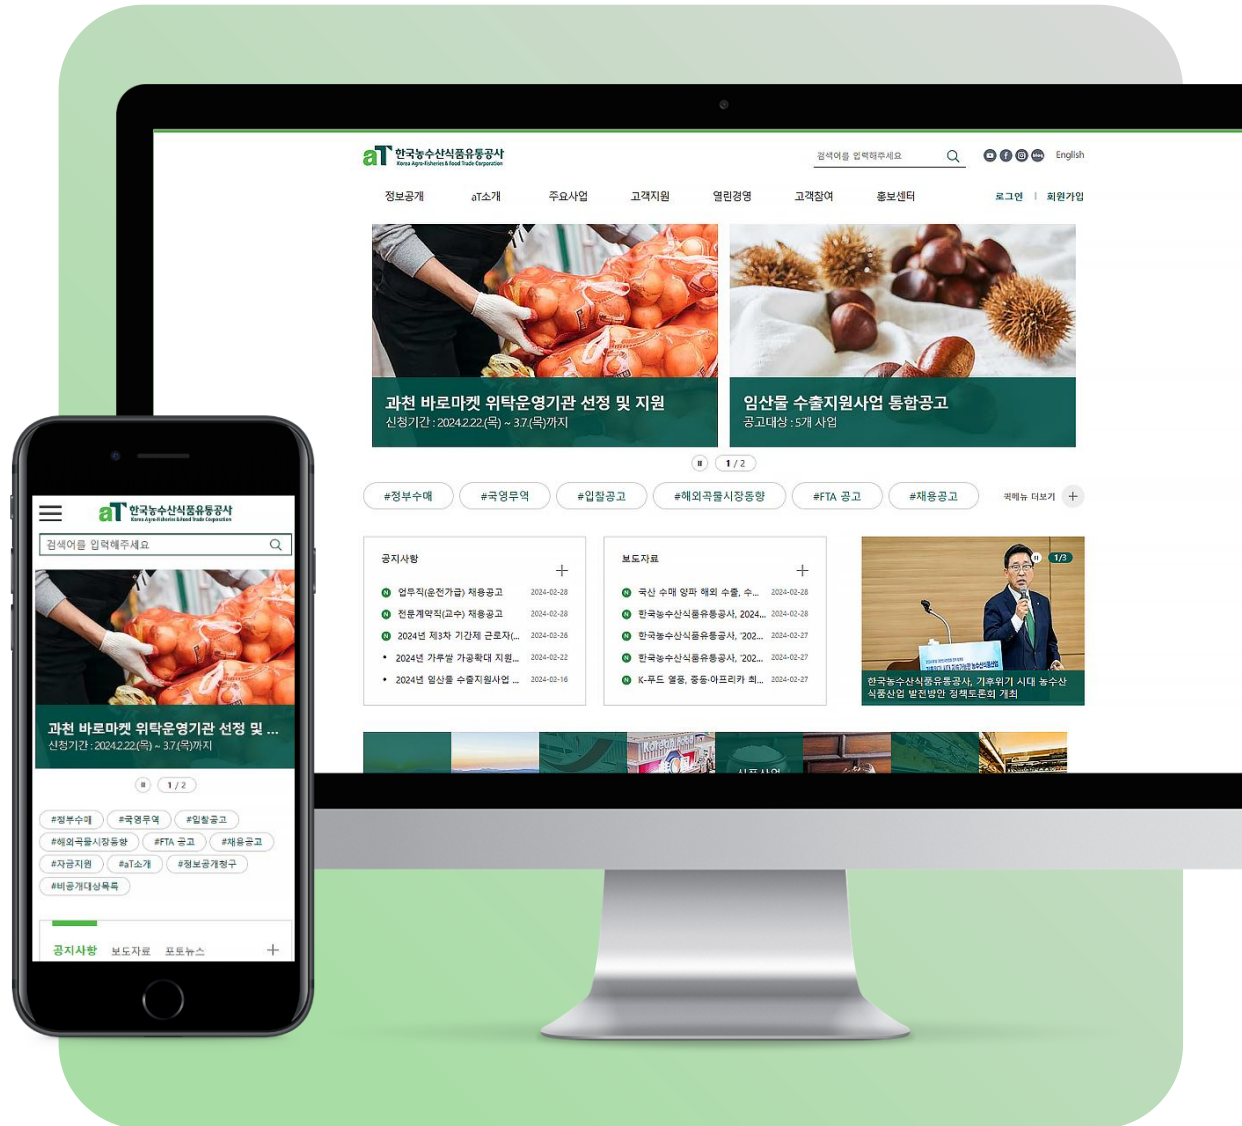 aT 한국농수산식품유통공사
Korea Agro-Fisheries & Food Trade Corporation
검색어를 입력해주세요
blog
English
정보공개 aT소개 주요사업 고객지원 열린경영 고객참여 홍보센터
로그인 | 회원가입
과천 바로마켓 위탁운영기관 선정 및 지원
신청기간 : 2024.2.22.(목) ~ 3.7.(목)까지
임산물 수출지원사업 통합공고
공고대상 : 5개 사업
1 / 2
#정부수매 #국영무역 #입찰공고 #해외곡물시장동향 #FTA 공고 #채용공고
퀵메뉴 더보기 +
공지사항
N 업무직(운전가급) 채용공고 2024-02-28
N 전문계약직(교수) 채용공고 2024-02-28
N 2024년 제3차 기간제 근로자(... 2024-02-26
• 2024년 가루쌀 가공확대 지원... 2024-02-22
• 2024년 임산물 수출지원사업 ... 2024-02-16
보도자료
N 국산 수매 양파 해외 수출, 수... 2024-02-28
N 한국농수산식품유통공사, 2024... 2024-02-28
N 한국농수산식품유통공사, '202... 2024-02-27
N 한국농수산식품유통공사, '202... 2024-02-27
N K-푸드 열풍, 중동·아프리카 최... 2024-02-27
1/3
한국농수산식품유통공사, 기후위기 시대 농수산
식품산업 발전방안 정책토론회 개최
Korean Food
식품사업
aT 한국농수산식품유통공사
Korea Agro-Fisheries & Food Trade Corporation
검색어를 입력해주세요
과천 바로마켓 위탁운영기관 선정 및 ...
신청기간 : 2024.2.22.(목) ~ 3.7.(목)까지
1 / 2
#정부수매 #국영무역 #입찰공고
#해외곡물시장동향 #FTA 공고 #채용공고
#자금지원 #aT소개 #정보공개청구
#비공개대상목록
공지사항 보도자료 포토뉴스 +